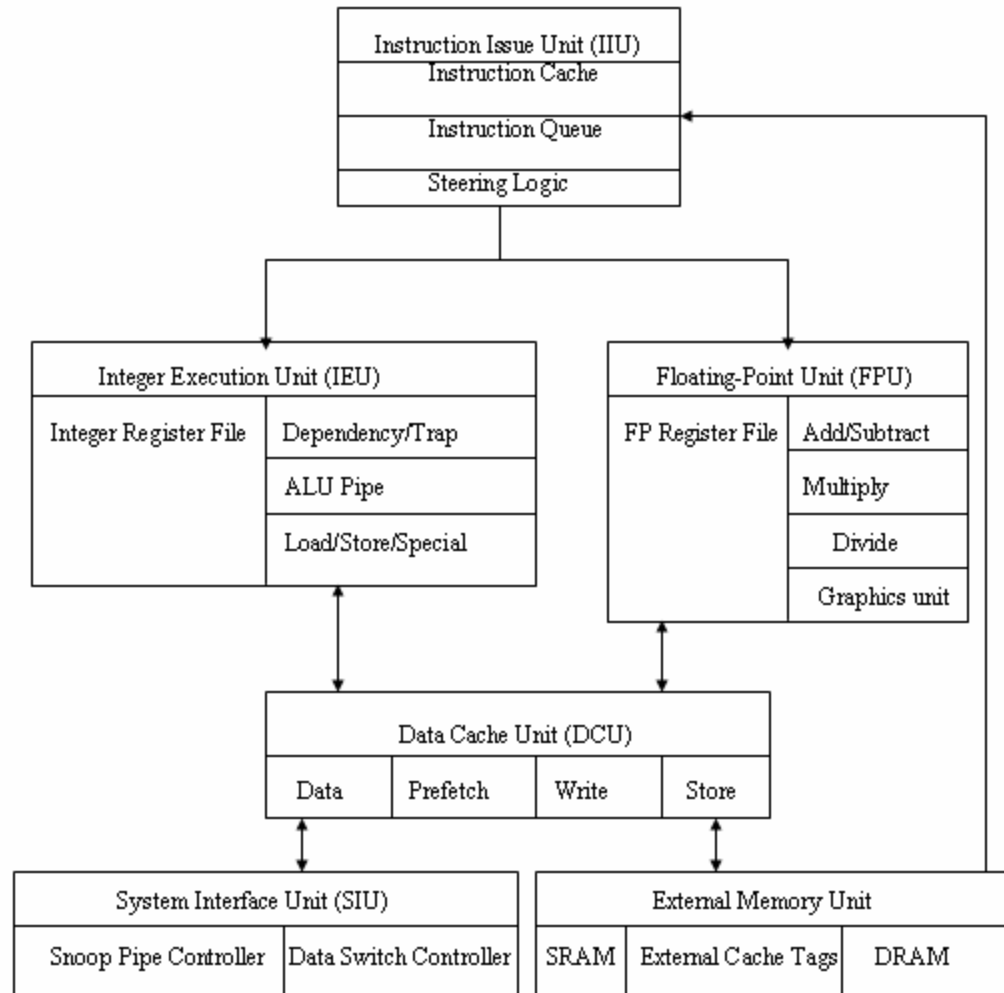 Instruction Issue Unit (IIU)
Instruction Cache
Instruction Queue
Steering Logic
Integer Execution Unit (IEU)
Integer Register File
Dependency/Trap
ALU Pipe
Load/Store/Special
Floating-Point Unit (FPU)
FP Register File
Add/Subtract
Multiply
Divide
Graphics unit
Data Cache Unit (DCU)
Data
Prefetch
Write
Store
System Interface Unit (SIU)
Snoop Pipe Controller
Data Switch Controller
External Memory Unit
SRAM
External Cache Tags
DRAM